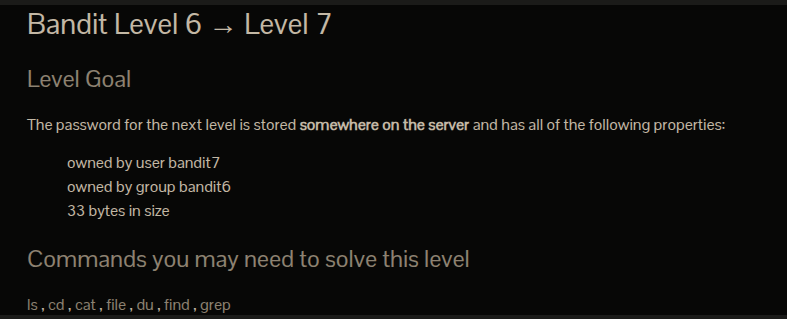 Bandit Level 6 → Level 7
Level Goal
The password for the next level is stored somewhere on the server and has all of the following properties:
owned by user bandit7
owned by group bandit6
33 bytes in size
Commands you may need to solve this level
ls , cd , cat , file , du , find , grep